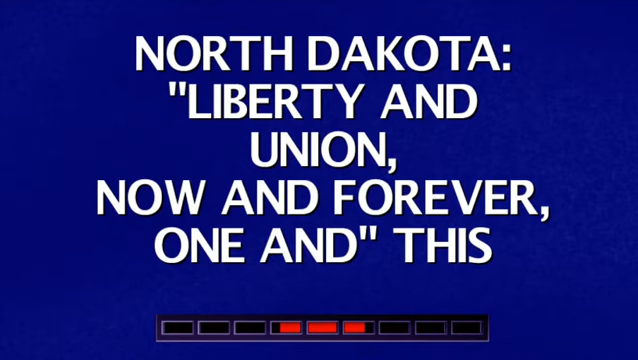 NORTH DAKOTA:
"LIBERTY AND
UNION,
NOW AND FOREVER,
ONE AND" THIS